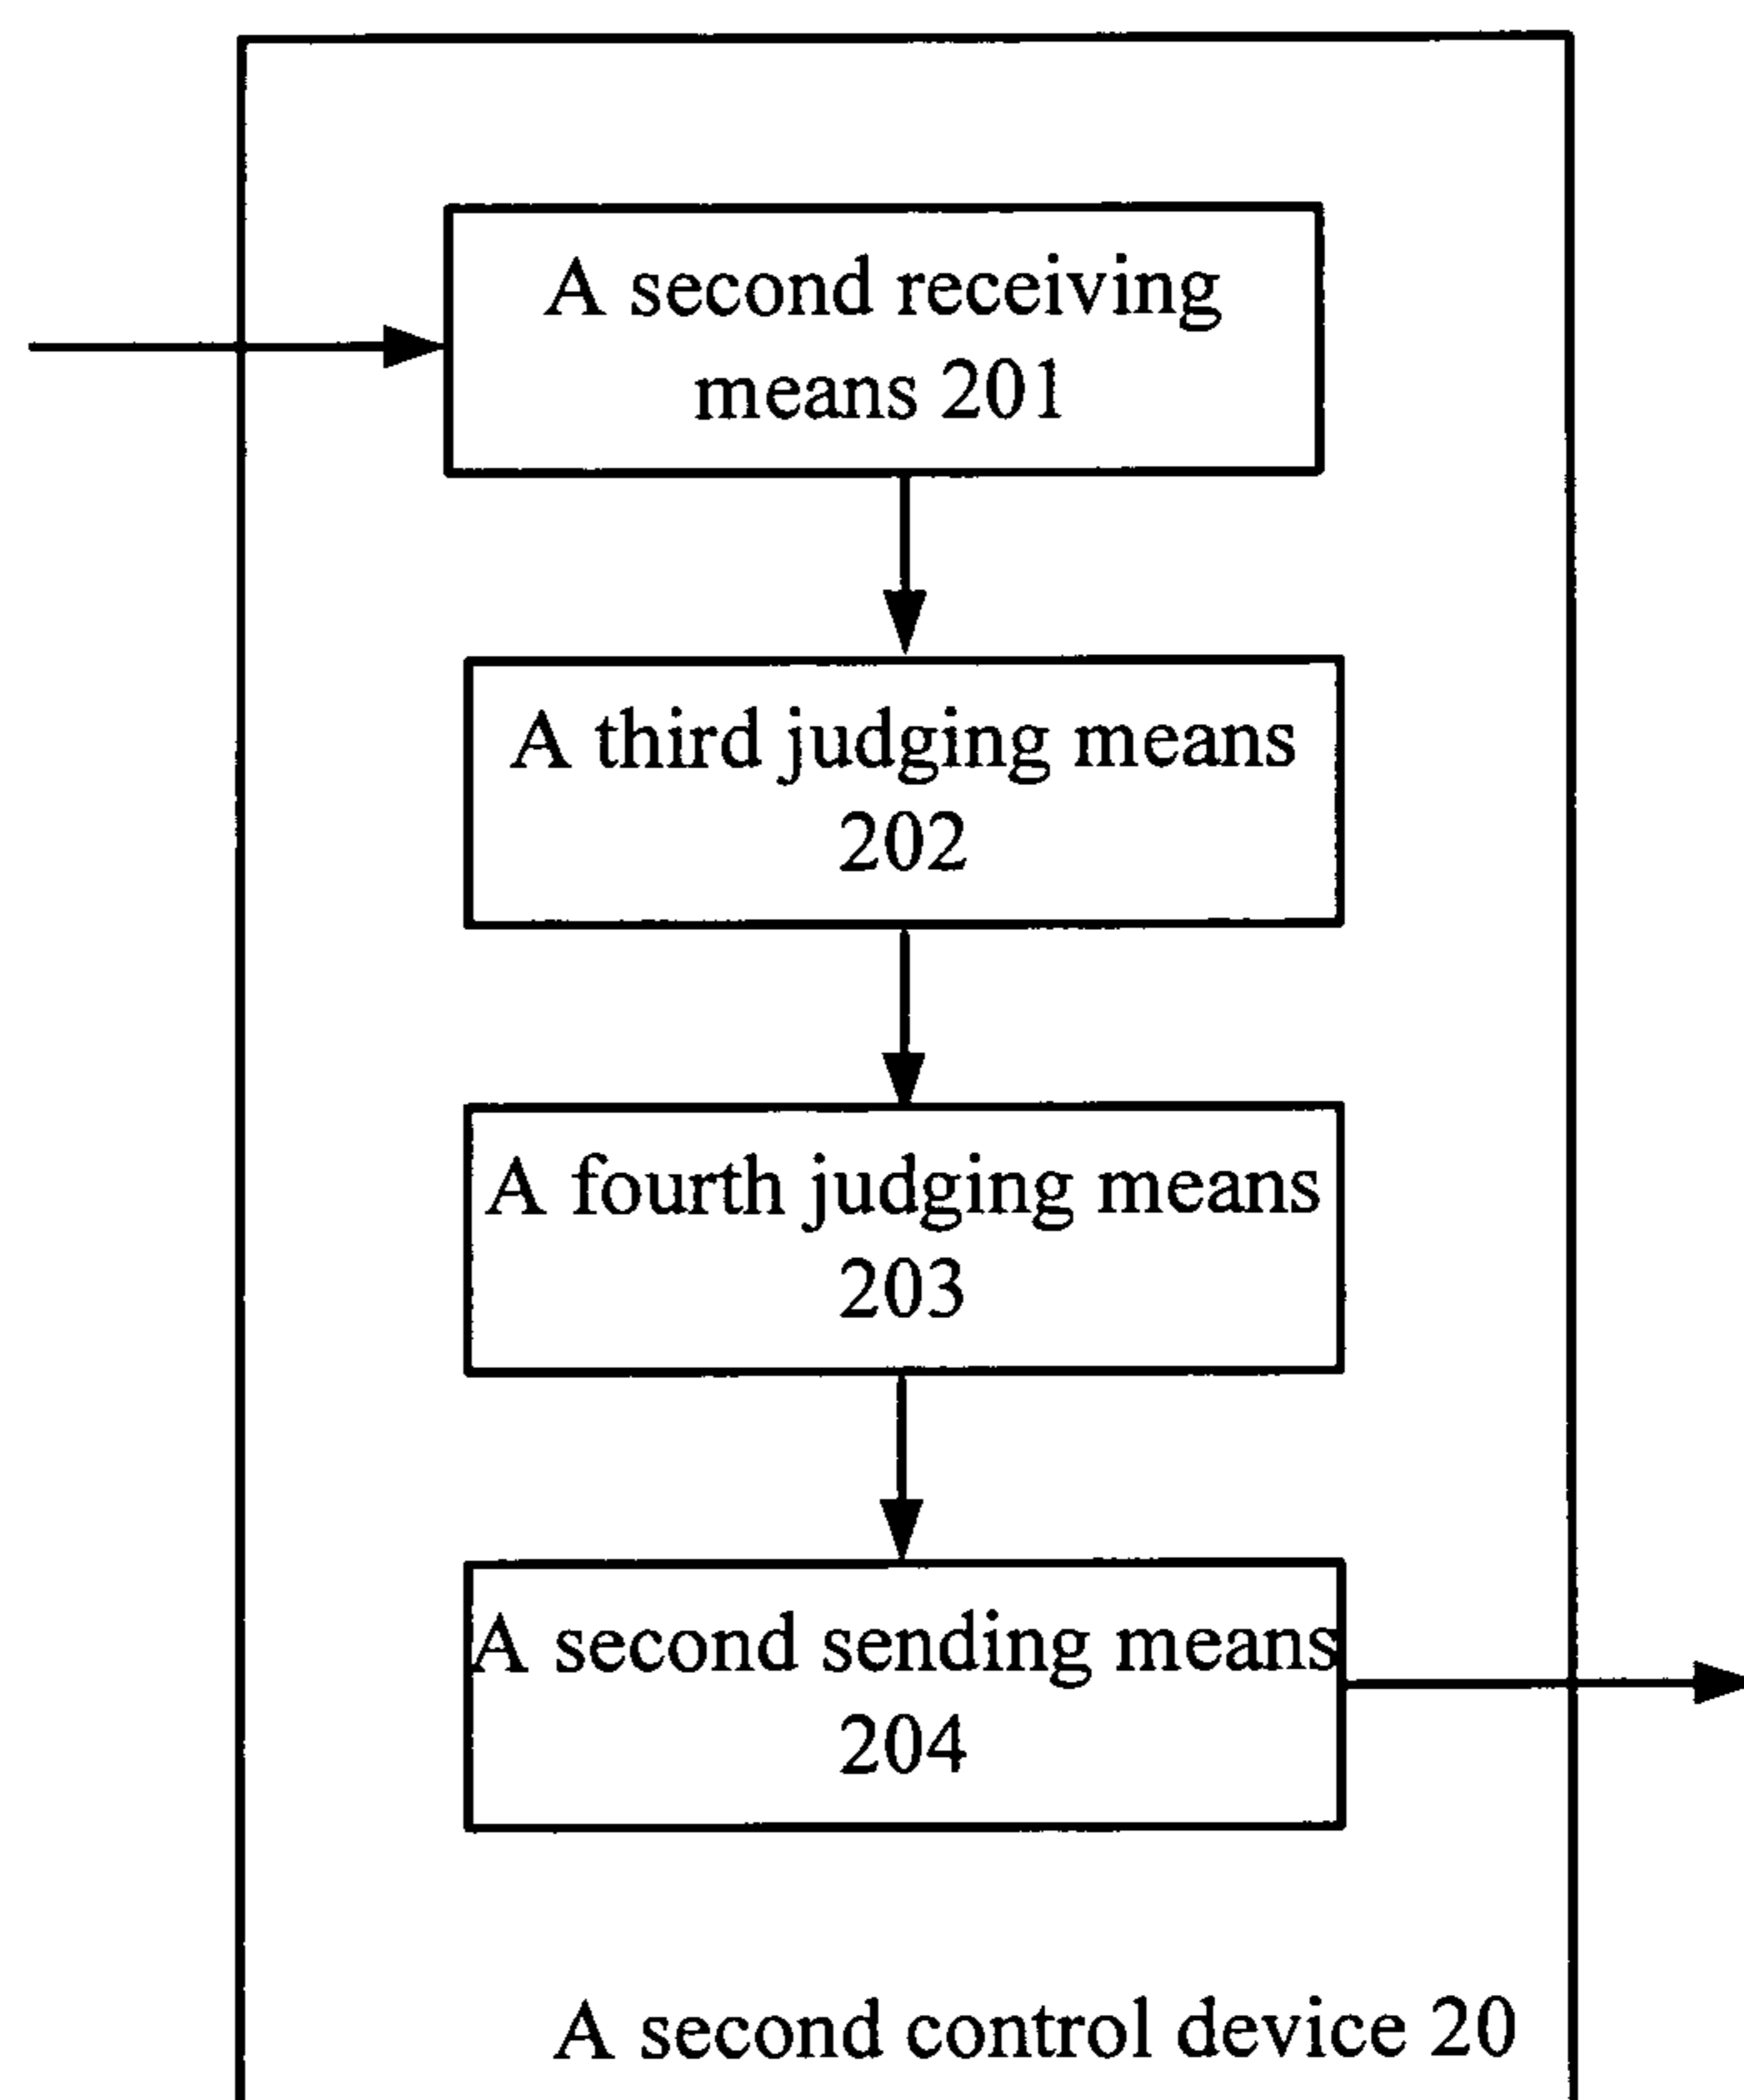 A second receiving
means 201
A third judging means
202
A fourth judging means
203
A second sending means
204
A second control device 20